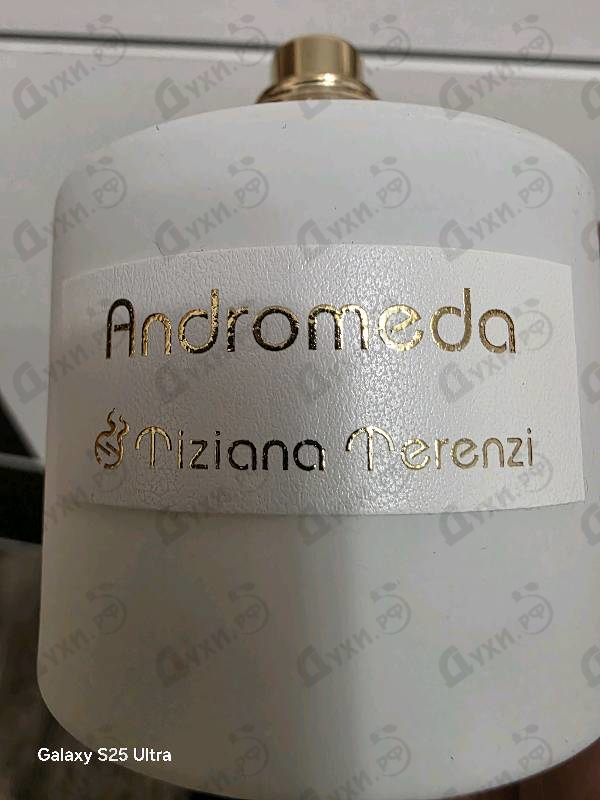 Andromeda
Tiziana Terenzi
Духи.рф
Galaxy S25 Ultra